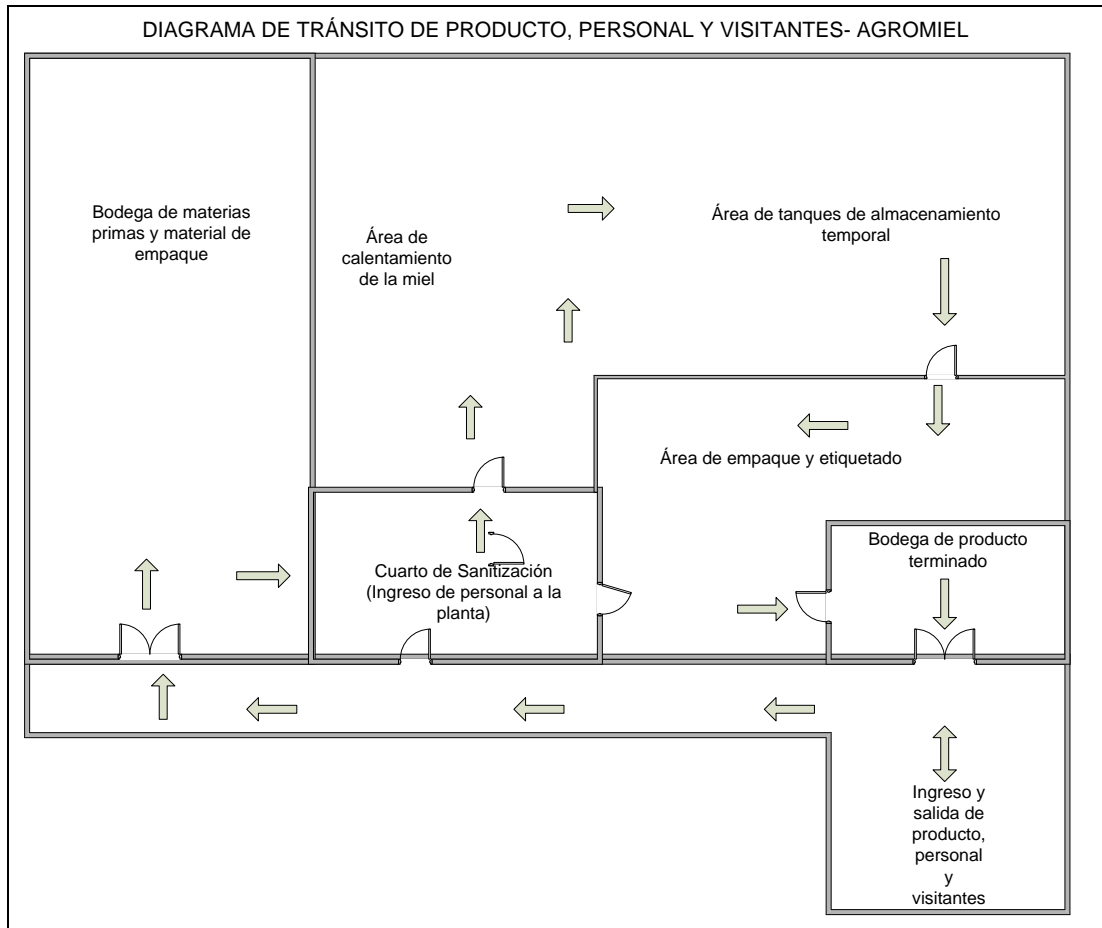 DIAGRAMA DE TRÁNSITO DE PRODUCTO, PERSONAL Y VISITANTES- AGROMIEL
Bodega de materias
primas y material de
empaque
Área de
calentamiento
de la miel
Área de tanques de almacenamiento
temporal
Área de empaque y etiquetado
Bodega de producto
terminado
Cuarto de Sanitización
(Ingreso de personal a la
planta)
Ingreso y
salida de
producto,
personal
y
visitantes